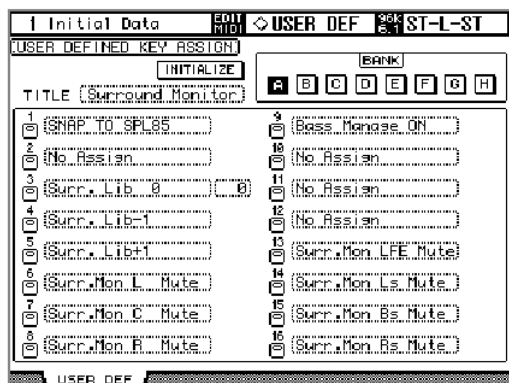 1 Initial Data EDIT MIDI ◇USER DEF 96K 6.1 ST-L-ST
USER DEFINED KEY ASSIGN
INITIALIZE
TITLE Surround Monitor
BANK
A B C D E F G H
1 SNAP TO SPL85
2 No Assign
3 Surr. Lib 0 0
4 Surr. Lib-1
5 Surr. Lib+1
6 Surr.Mon L Mute
7 Surr.Mon C Mute
8 Surr.Mon R Mute
9 Bass Manage ON
10 No Assign
11 No Assign
12 No Assign
13 Surr.Mon LFE Mute
14 Surr.Mon Ls Mute
15 Surr.Mon Bs Mute
16 Surr.Mon Rs Mute
USER DEF